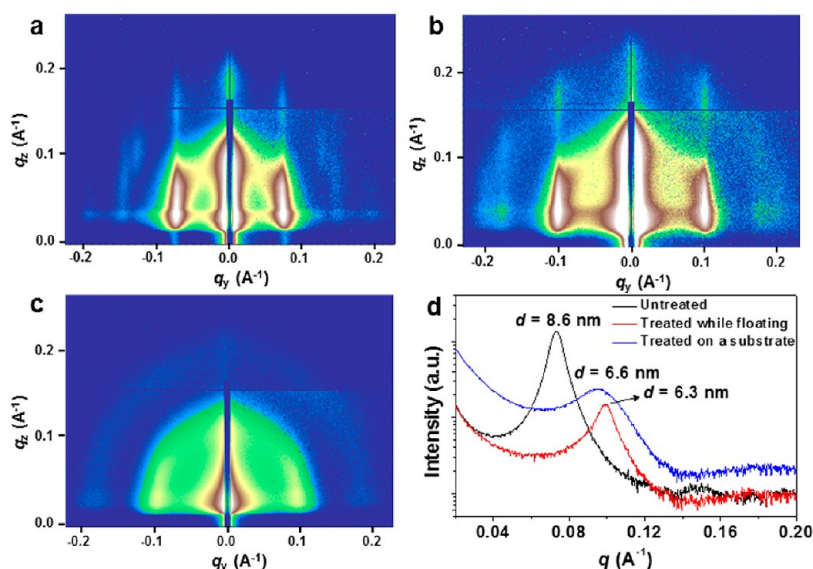 a
0.2
0.1
0.0
qz (A⁻¹)
-0.2 -0.1 0.0 0.1 0.2
qy (A⁻¹)
b
0.2
0.1
0.0
qz (A⁻¹)
-0.2 -0.1 0.0 0.1 0.2
qy (A⁻¹)
c
0.2
0.1
0.0
qz (A⁻¹)
-0.2 -0.1 0.0 0.1 0.2
qy (A⁻¹)
d
Untreated
Treated while floating
Treated on a substrate
d = 8.6 nm
d = 6.6 nm
d = 6.3 nm
Intensity (a.u.)
0.04 0.08 0.12 0.16 0.20
q (A⁻¹)